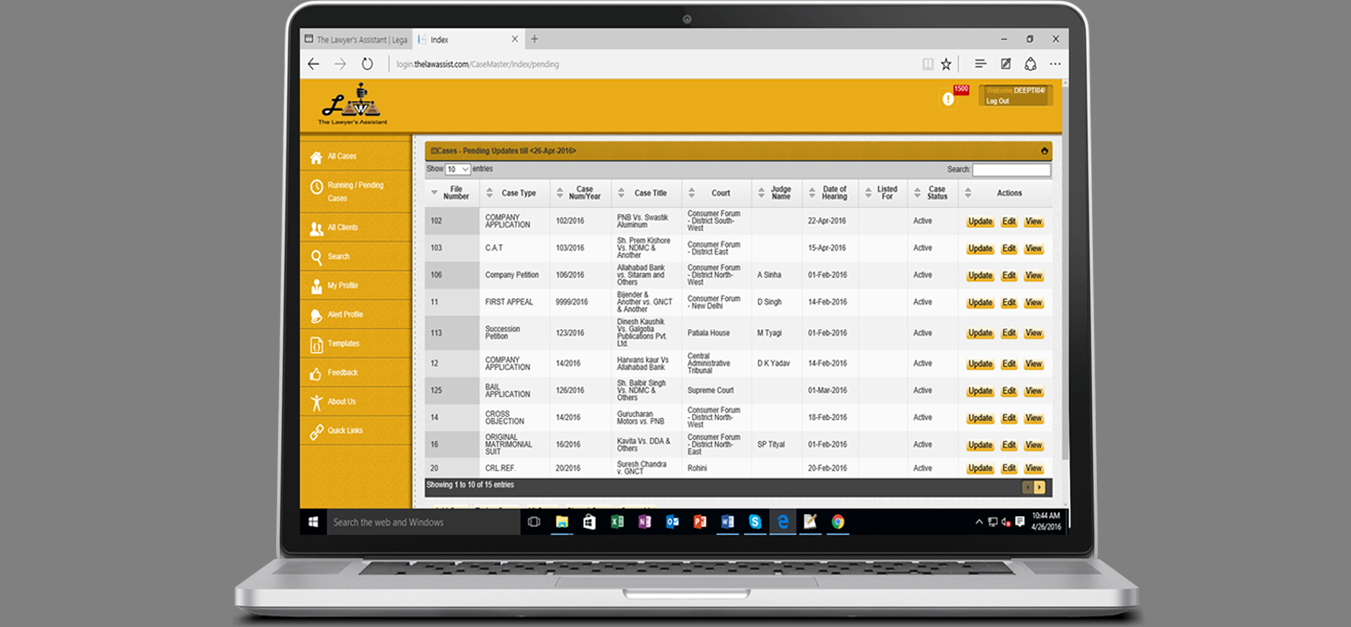 The Lawyer's Assistant | Lega
Index
login.thelawassist.com/CaseMaster/Index/pending
LW
The Lawyer's Assistant
1500
Welcome DEEPTI04!
Log Out
All Cases
Running / Pending
Cases
All Clients
Search
My Profile
Alert Profile
Templates
Feedback
About Us
Quick Links
Cases - Pending Updates till <26-Apr-2016>
Show 10 entries
Search:
File Number Case Type Case Num/Year Case Title Court Judge Name Date of Hearing Listed For Case Status Actions
102 COMPANY APPLICATION 102/2016 PNB Vs. Swastik Aluminum Consumer Forum - District South-West 22-Apr-2016 Active Update Edit View
103 C.A.T 103/2016 Sh. Prem Kishore Vs. NDMC & Another Consumer Forum - District East 15-Apr-2016 Active Update Edit View
106 Company Petition 106/2016 Allahabad Bank vs. Sitaram and Others Consumer Forum - District North-West A Sinha 01-Feb-2016 Active Update Edit View
11 FIRST APPEAL 9999/2016 Bijender & Another vs. GNCT & Another Consumer Forum - New Delhi D Singh 14-Feb-2016 Active Update Edit View
113 Succession Petition 123/2016 Dinesh Kaushik Vs. Galgotia Publications Pvt. Ltd. Patiala House M Tyagi 01-Feb-2016 Active Update Edit View
12 COMPANY APPLICATION 14/2016 Harwans kaur Vs Allahabad Bank Central Administrative Tribunal D K Yadav 14-Feb-2016 Active Update Edit View
125 BAIL APPLICATION 126/2016 Sh. Balbir Singh Vs. NDMC & Others Supreme Court 01-Mar-2016 Active Update Edit View
14 CROSS OBJECTION 14/2016 Gurucharan Motors vs. PNB Consumer Forum - District North-West 18-Feb-2016 Active Update Edit View
16 ORIGINAL MATRIMONIAL SUIT 16/2016 Kavita Vs. DDA & Others Consumer Forum - District North-East SP Tityal 01-Feb-2016 Active Update Edit View
20 CRL.REF. 20/2016 Suresh Chandra v. GNCT Rohini 20-Feb-2016 Active Update Edit View
Showing 1 to 10 of 15 entries
Search the web and Windows
10:44 AM
4/26/2016